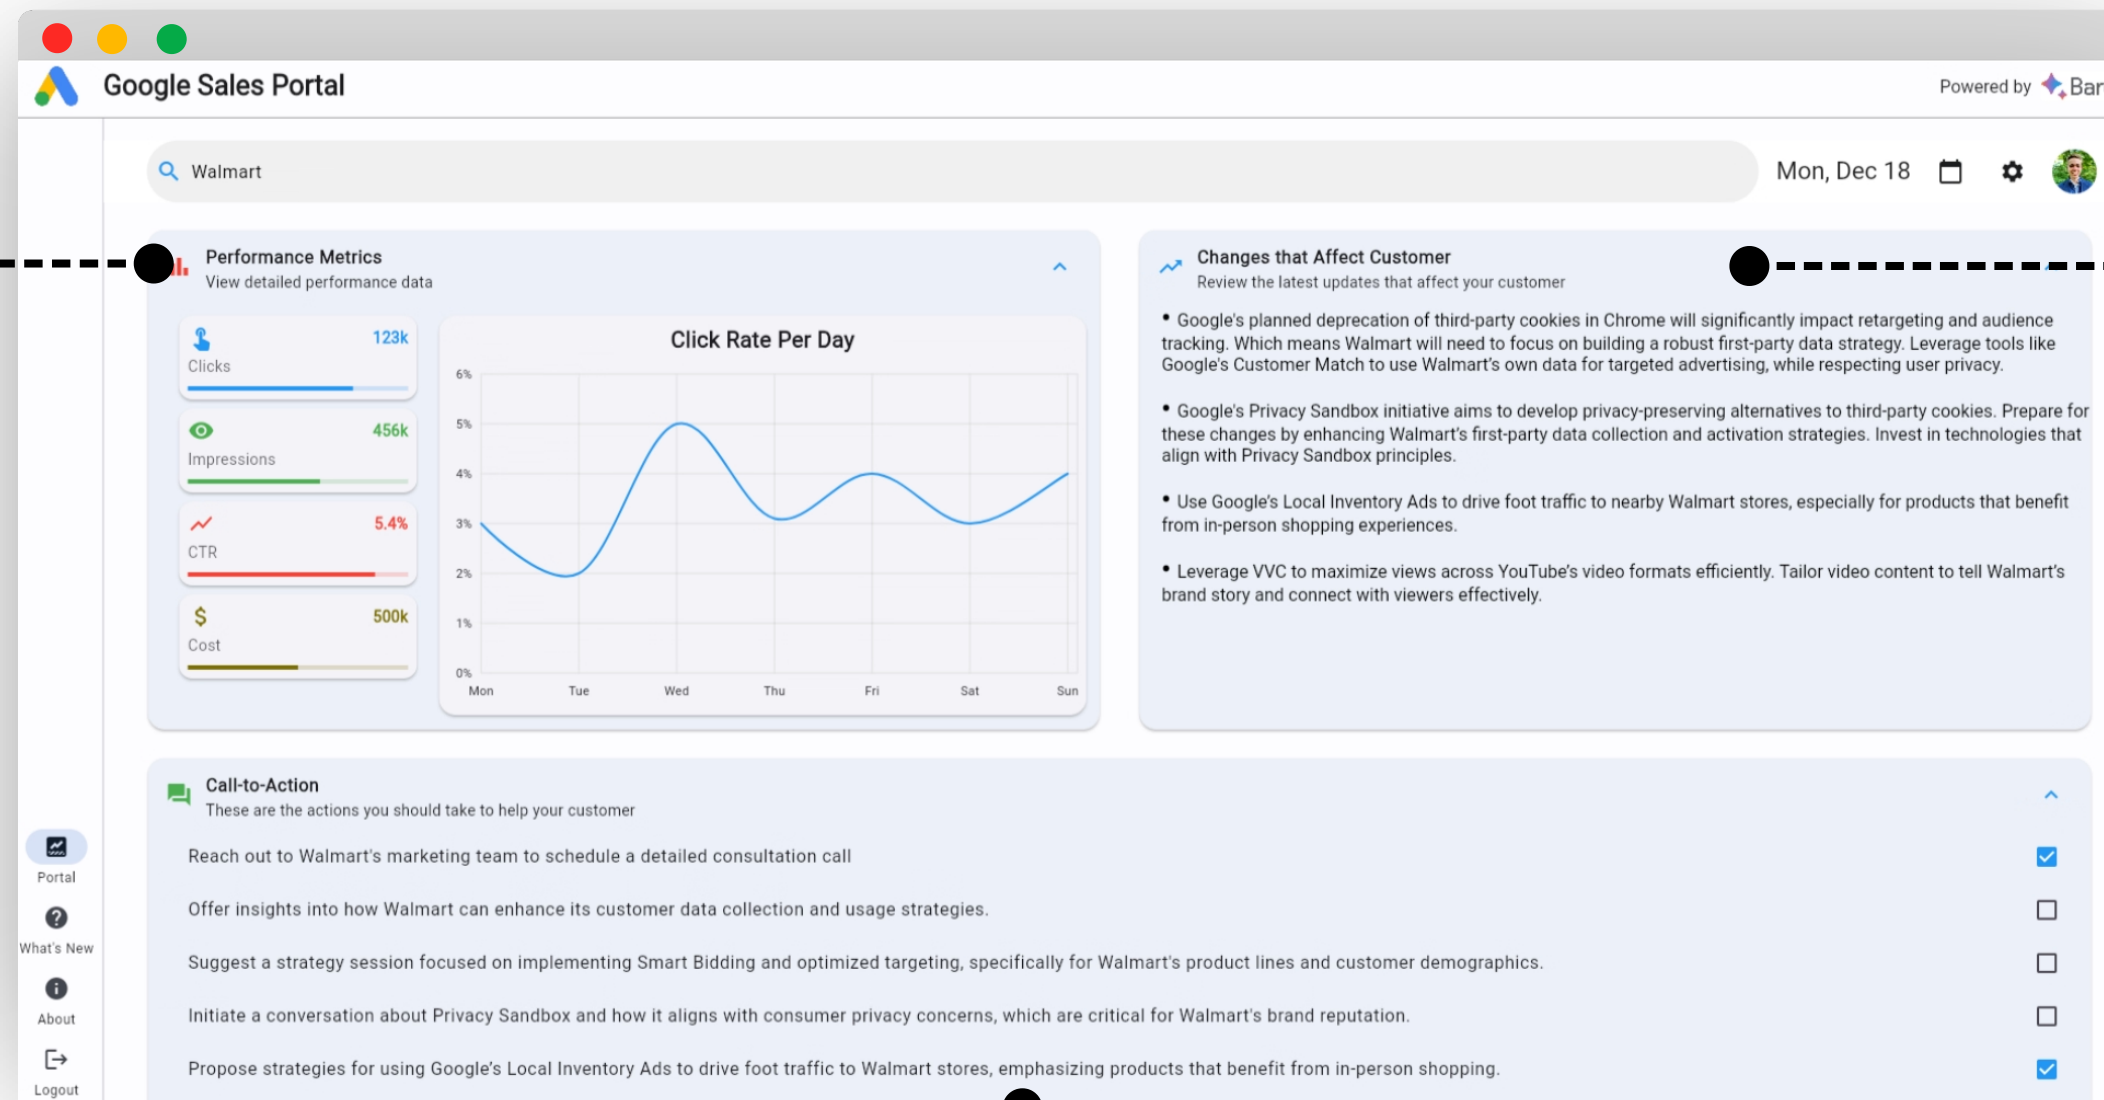 Google Sales Portal
Powered by
Walmart
Mon, Dec 18
Performance Metrics
View detailed performance data
123k
Clicks
456k
Impressions
5.4%
CTR
$ 500k
Cost
Click Rate Per Day
6%
5%
4%
3%
2%
1%
0%
Mon Tue Wed Thu Fri Sat Sun
Changes that Affect Customer
Review the latest updates that affect your customer
• Google's planned deprecation of third-party cookies in Chrome will significantly impact retargeting and audience
tracking. Which means Walmart will need to focus on building a robust first-party data strategy. Leverage tools like
Google's Customer Match to use Walmart's own data for targeted advertising, while respecting user privacy.
• Google's Privacy Sandbox initiative aims to develop privacy-preserving alternatives to third-party cookies. Prepare for
these changes by enhancing Walmart's first-party data collection and activation strategies. Invest in technologies that
align with Privacy Sandbox principles.
• Use Google's Local Inventory Ads to drive foot traffic to nearby Walmart stores, especially for products that benefit
from in-person shopping experiences.
• Leverage VVC to maximize views across YouTube's video formats efficiently. Tailor video content to tell Walmart's
brand story and connect with viewers effectively.
Call-to-Action
These are the actions you should take to help your customer
Reach out to Walmart's marketing team to schedule a detailed consultation call
Offer insights into how Walmart can enhance its customer data collection and usage strategies.
Suggest a strategy session focused on implementing Smart Bidding and optimized targeting, specifically for Walmart's product lines and customer demographics.
Initiate a conversation about Privacy Sandbox and how it aligns with consumer privacy concerns, which are critical for Walmart's brand reputation.
Propose strategies for using Google's Local Inventory Ads to drive foot traffic to Walmart stores, emphasizing products that benefit from in-person shopping.
Portal
What's New
About
Logout